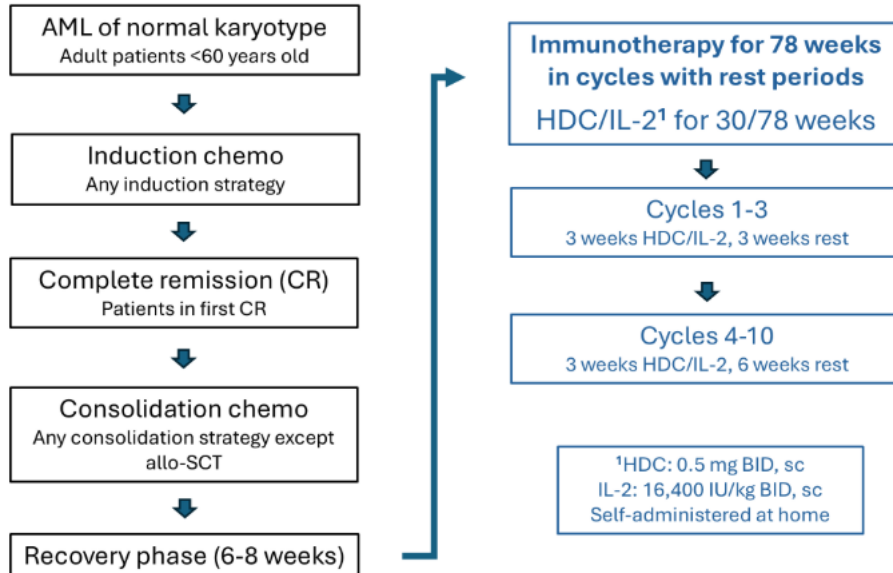 AML of normal karyotype
Adult patients <60 years old
Induction chemo
Any induction strategy
Complete remission (CR)
Patients in first CR
Consolidation chemo
Any consolidation strategy except
allo-SCT
Recovery phase (6-8 weeks)
Immunotherapy for 78 weeks
in cycles with rest periods
HDC/IL-2¹ for 30/78 weeks
Cycles 1-3
3 weeks HDC/IL-2, 3 weeks rest
Cycles 4-10
3 weeks HDC/IL-2, 6 weeks rest
¹HDC: 0.5 mg BID, sc
IL-2: 16,400 IU/kg BID, sc
Self-administered at home